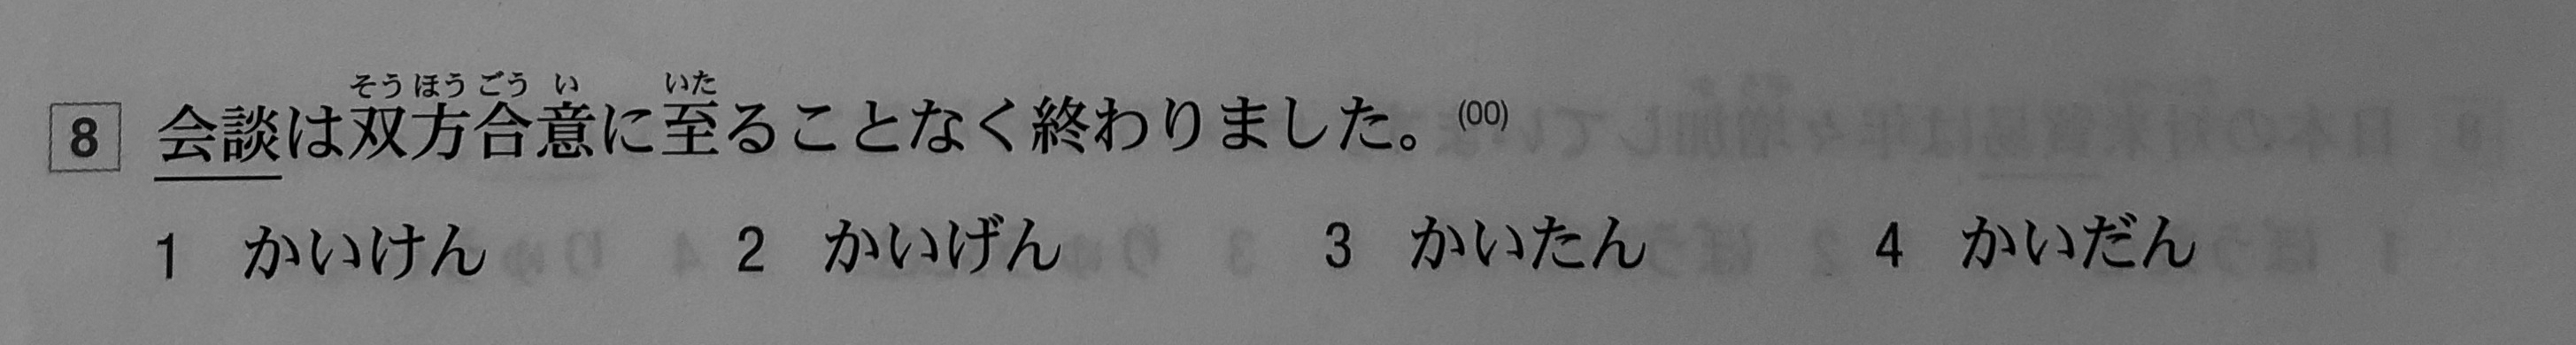 8 会談は双方合意に至ることなく終わりました。(00)
そうほうごうい いた
1 かいけん 2 かいげん 3 かいたん 4 かいだん